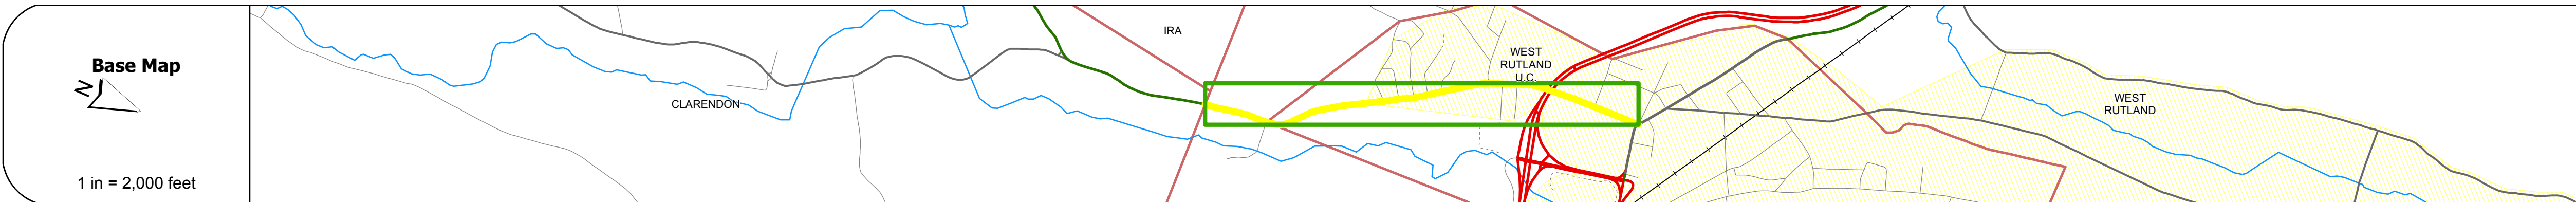 Base Map
N
1 in = 2,000 feet
CLARENDON
IRA
WEST
RUTLAND
U.C.
WEST
RUTLAND